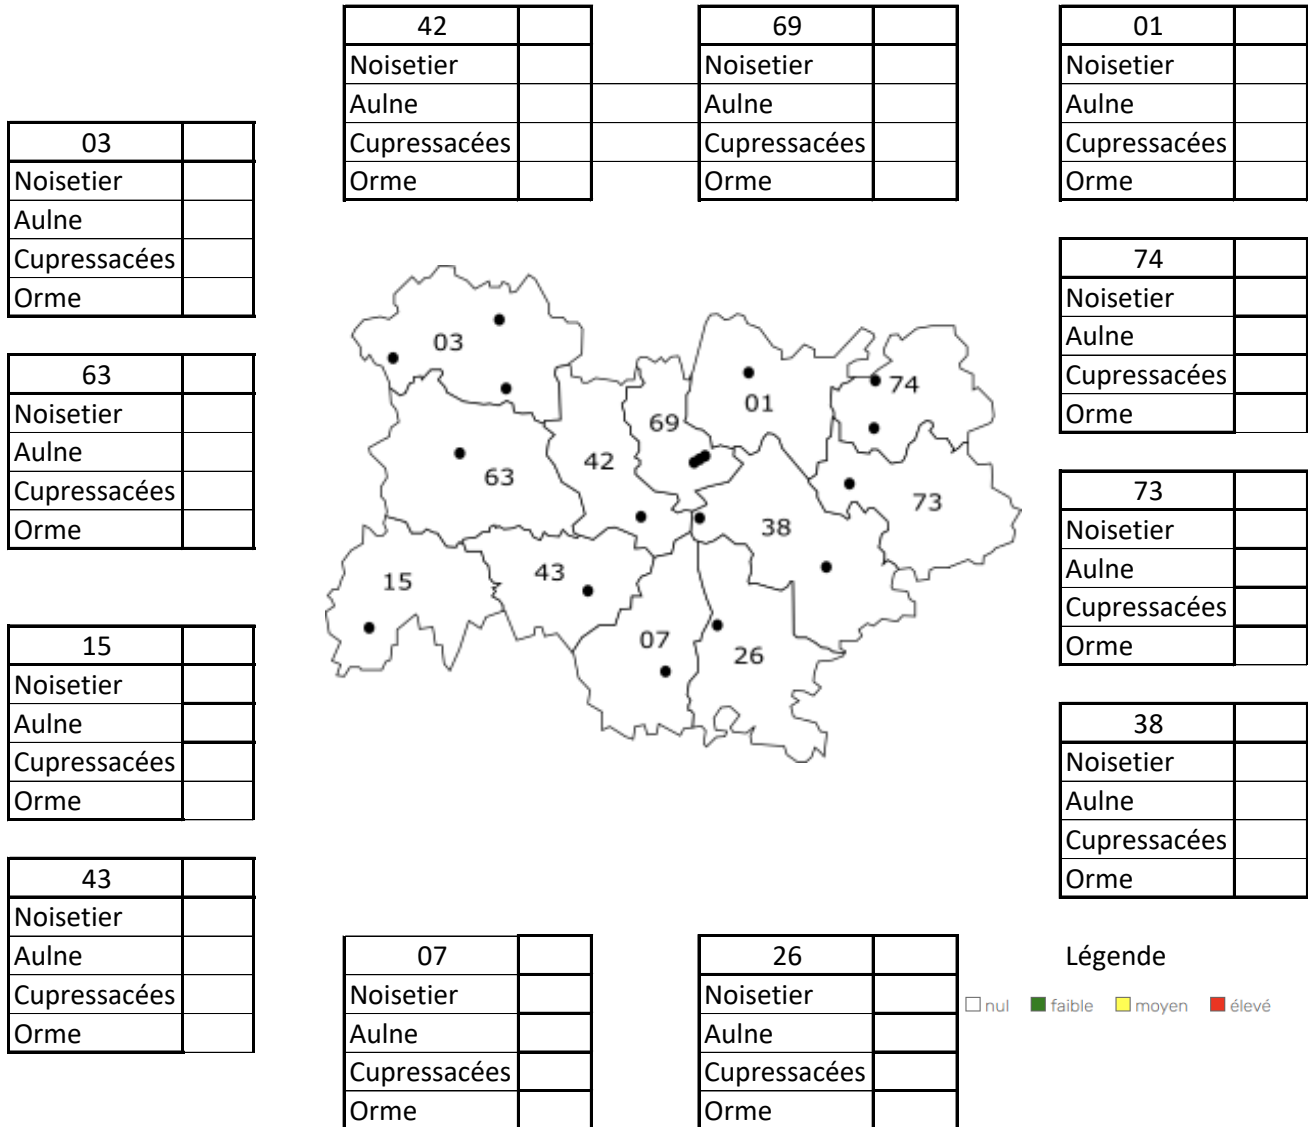 42
Noisetier
Aulne
Cupressacées
Orme
69
Noisetier
Aulne
Cupressacées
Orme
01
Noisetier
Aulne
Cupressacées
Orme
03
Noisetier
Aulne
Cupressacées
Orme
74
Noisetier
Aulne
Cupressacées
Orme
63
Noisetier
Aulne
Cupressacées
Orme
03
01
74
69
42
63
73
38
43
15
07
26
73
Noisetier
Aulne
Cupressacées
Orme
15
Noisetier
Aulne
Cupressacées
Orme
38
Noisetier
Aulne
Cupressacées
Orme
43
Noisetier
Aulne
Cupressacées
Orme
07
Noisetier
Aulne
Cupressacées
Orme
26
Noisetier
Aulne
Cupressacées
Orme
Légende
nul faible moyen élevé